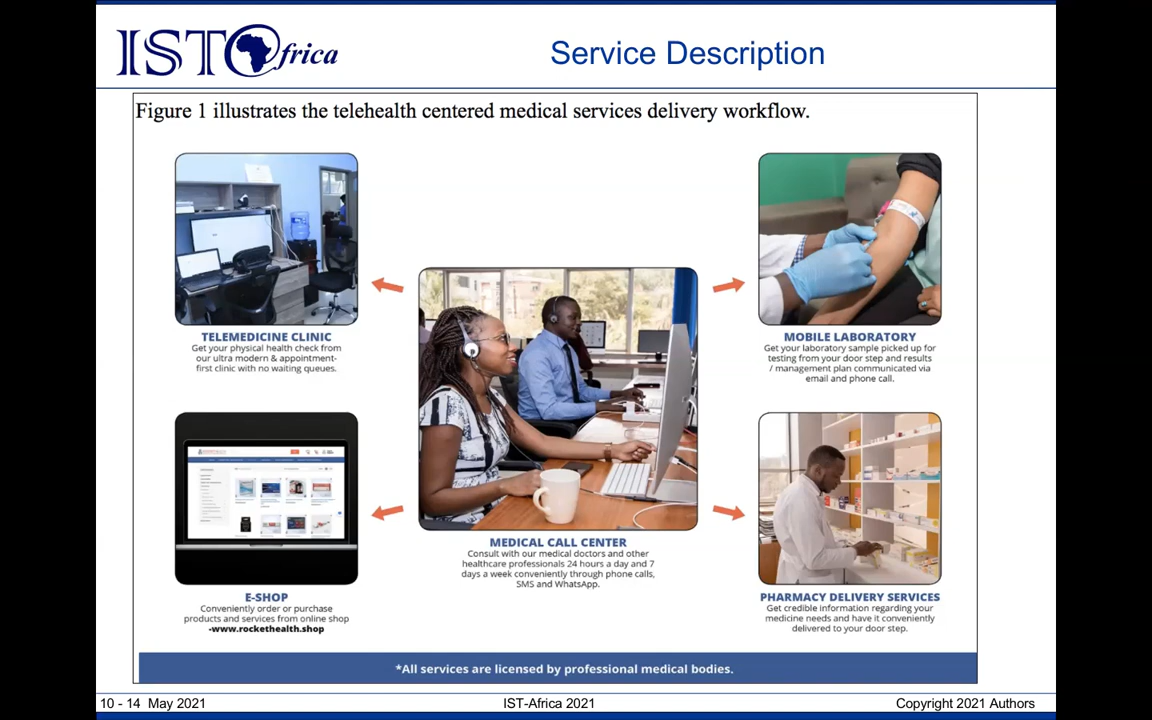 IST Africa
Service Description
Figure 1 illustrates the telehealth centered medical services delivery workflow.
TELEMEDICINE CLINIC
Get your physical health check from
our ultra modern & appointment-
first clinic with no waiting queues.
MOBILE LABORATORY
Get your laboratory sample picked up for
testing from your door step and results
/ management plan communicated via
email and phone call.
MEDICAL CALL CENTER
Consult with our medical doctors and other
healthcare professionals 24 hours a day and 7
days a week conveniently through phone calls,
SMS and WhatsApp.
E-SHOP
Conveniently order or purchase
products and services from online shop
-www.rockethealth.shop
PHARMACY DELIVERY SERVICES
Get credible information regarding your
medicine needs and have it conveniently
delivered to your door step.
*All services are licensed by professional medical bodies.
10 - 14 May 2021
IST-Africa 2021
Copyright 2021 Authors